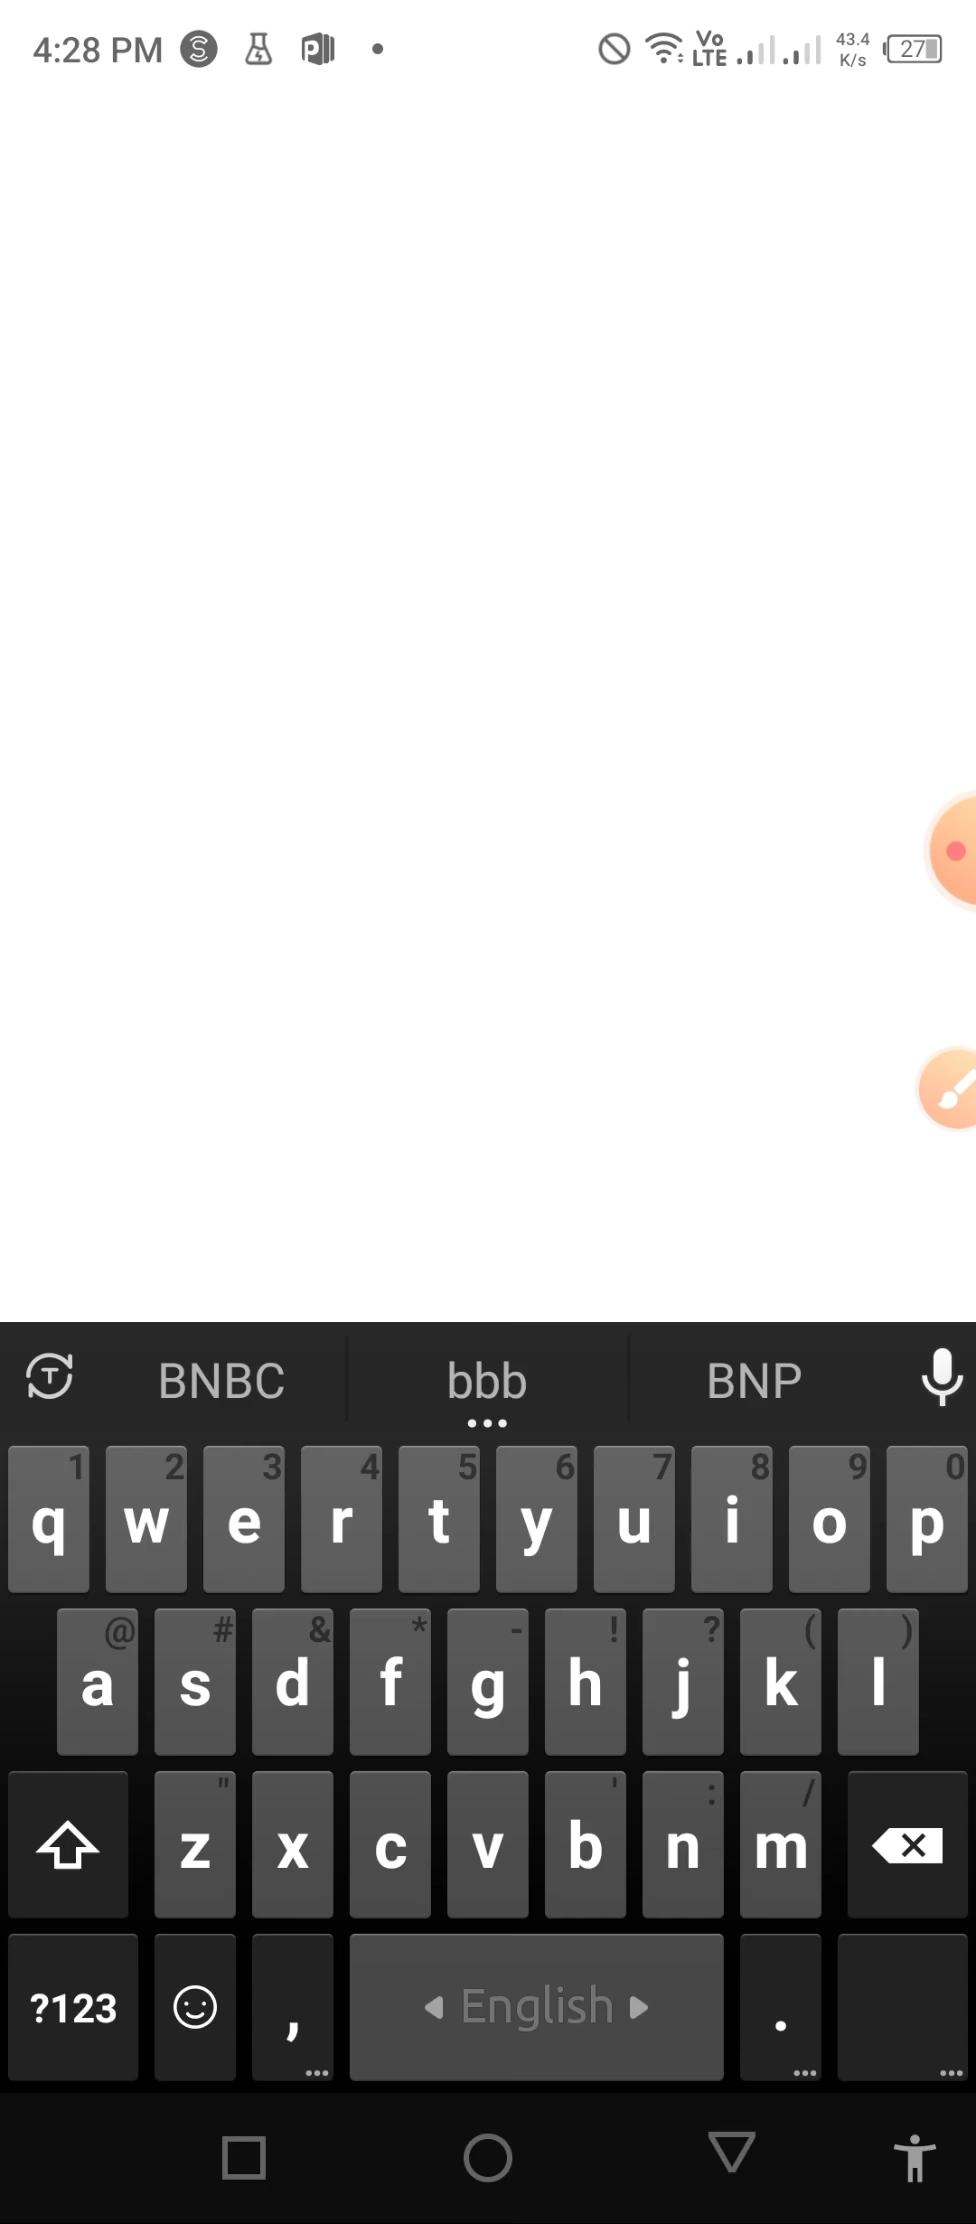 4:28 PM Vo LTE 43.4 K/s 27
BNBC bbb BNP
1 2 3 4 5 6 7 8 9 0
q w e r t y u i o p
@ # & * - ! ? ( )
a s d f g h j k l
" ' : /
z x c v b n m
?123 , English .